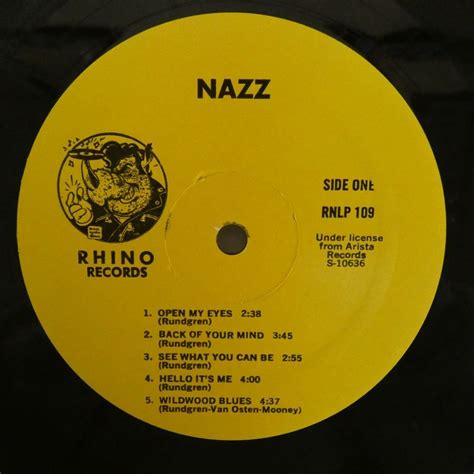 NAZZ
SIDE ONE
RNLP 109
Under license
from Arista
Records
S-10636
RHINO
RECORDS
1. OPEN MY EYES 2:38
(Rundgren)
2. BACK OF YOUR MIND 3:45
(Rundgren)
3. SEE WHAT YOU CAN BE 2:55
(Rundgren)
4. HELLO IT'S ME 4:00
(Rundgren)
5. WILDWOOD BLUES 4:37
(Rundgren-Van Osten-Mooney)